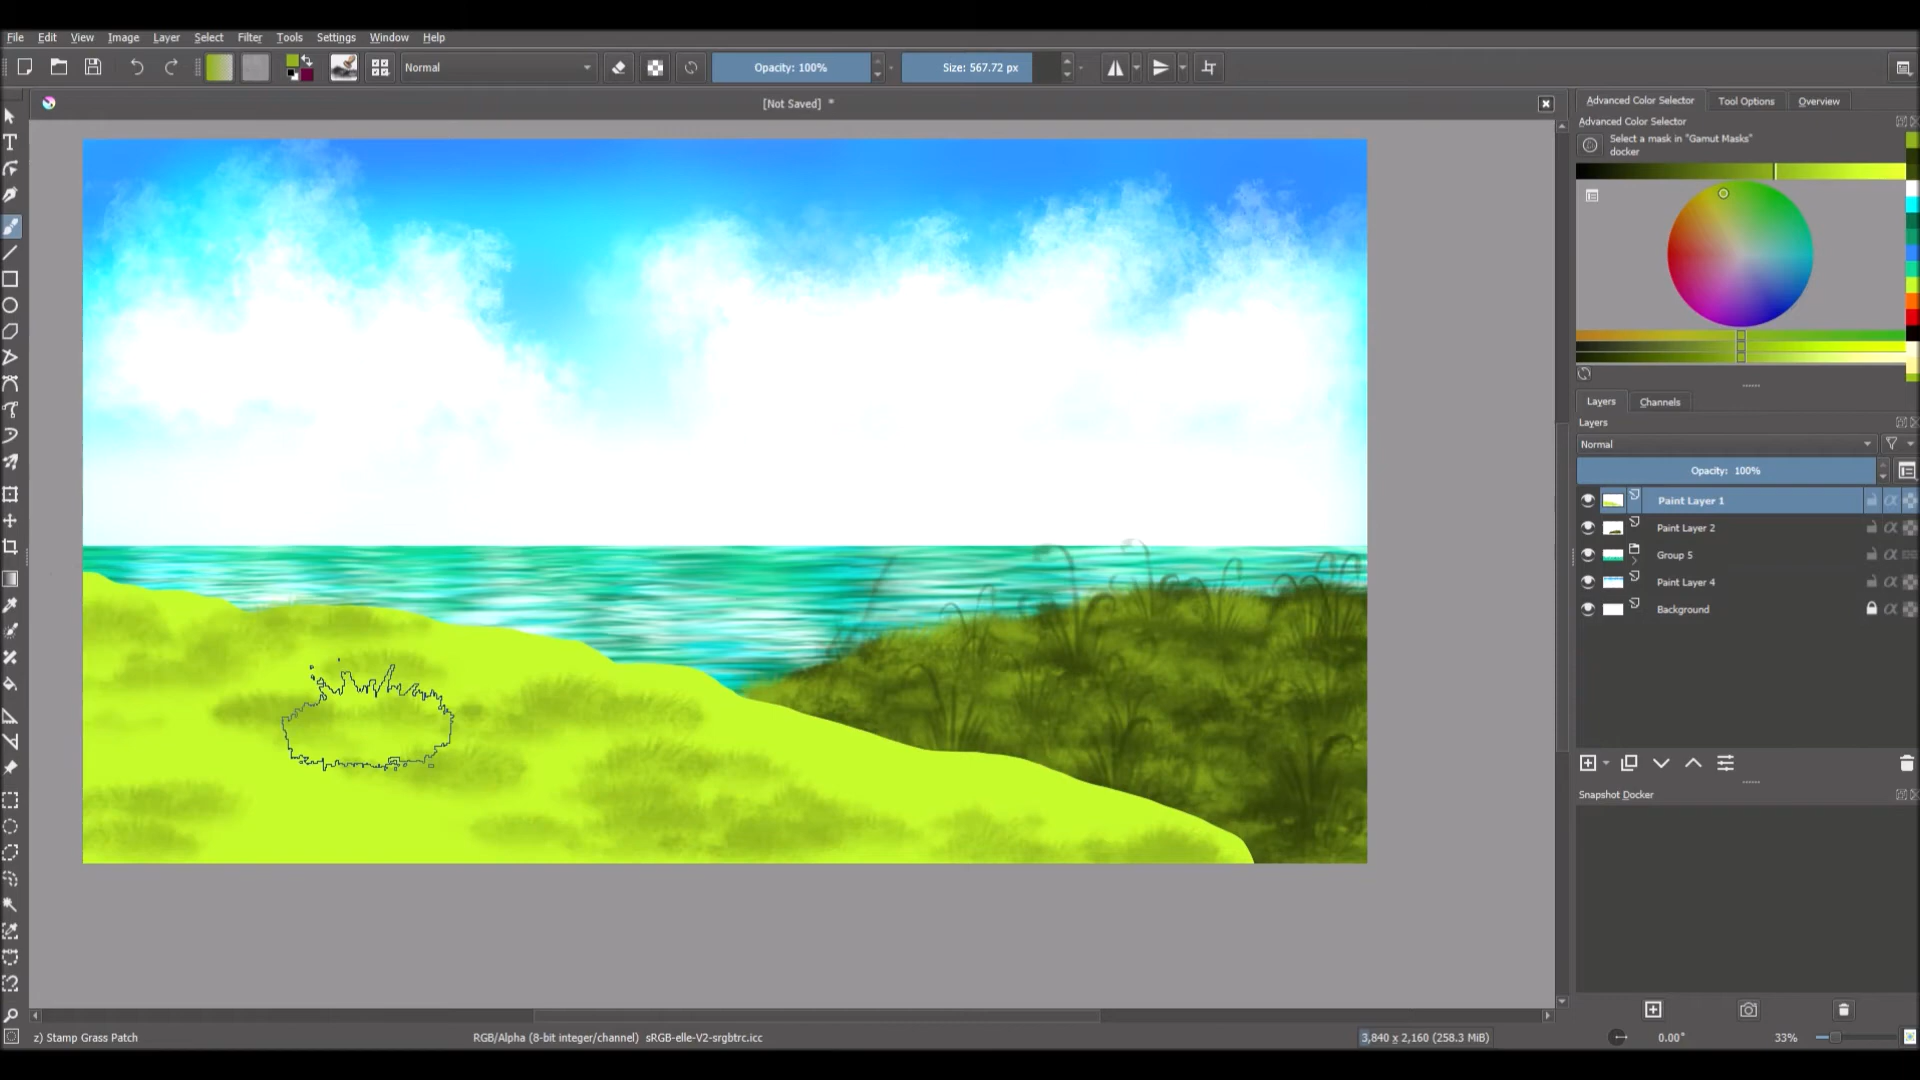 File Edit View Image Layer Select Filter Tools Settings Window Help
Normal
Opacity: 100%
Size: 567.72 px
[Not Saved] *
Advanced Color Selector
Tool Options
Overview
Advanced Color Selector
Select a mask in "Gamut Masks"
docker
Layers
Channels
Layers
Normal
Opacity: 100%
Paint Layer 1
Paint Layer 2
Group 5
Paint Layer 4
Background
Snapshot Docker
z) Stamp Grass Patch
RGB/Alpha (8-bit integer/channel) sRGB-elle-V2-srgbtrc.icc
3,840 x 2,160 (258.3 MiB)
0.00°
33%